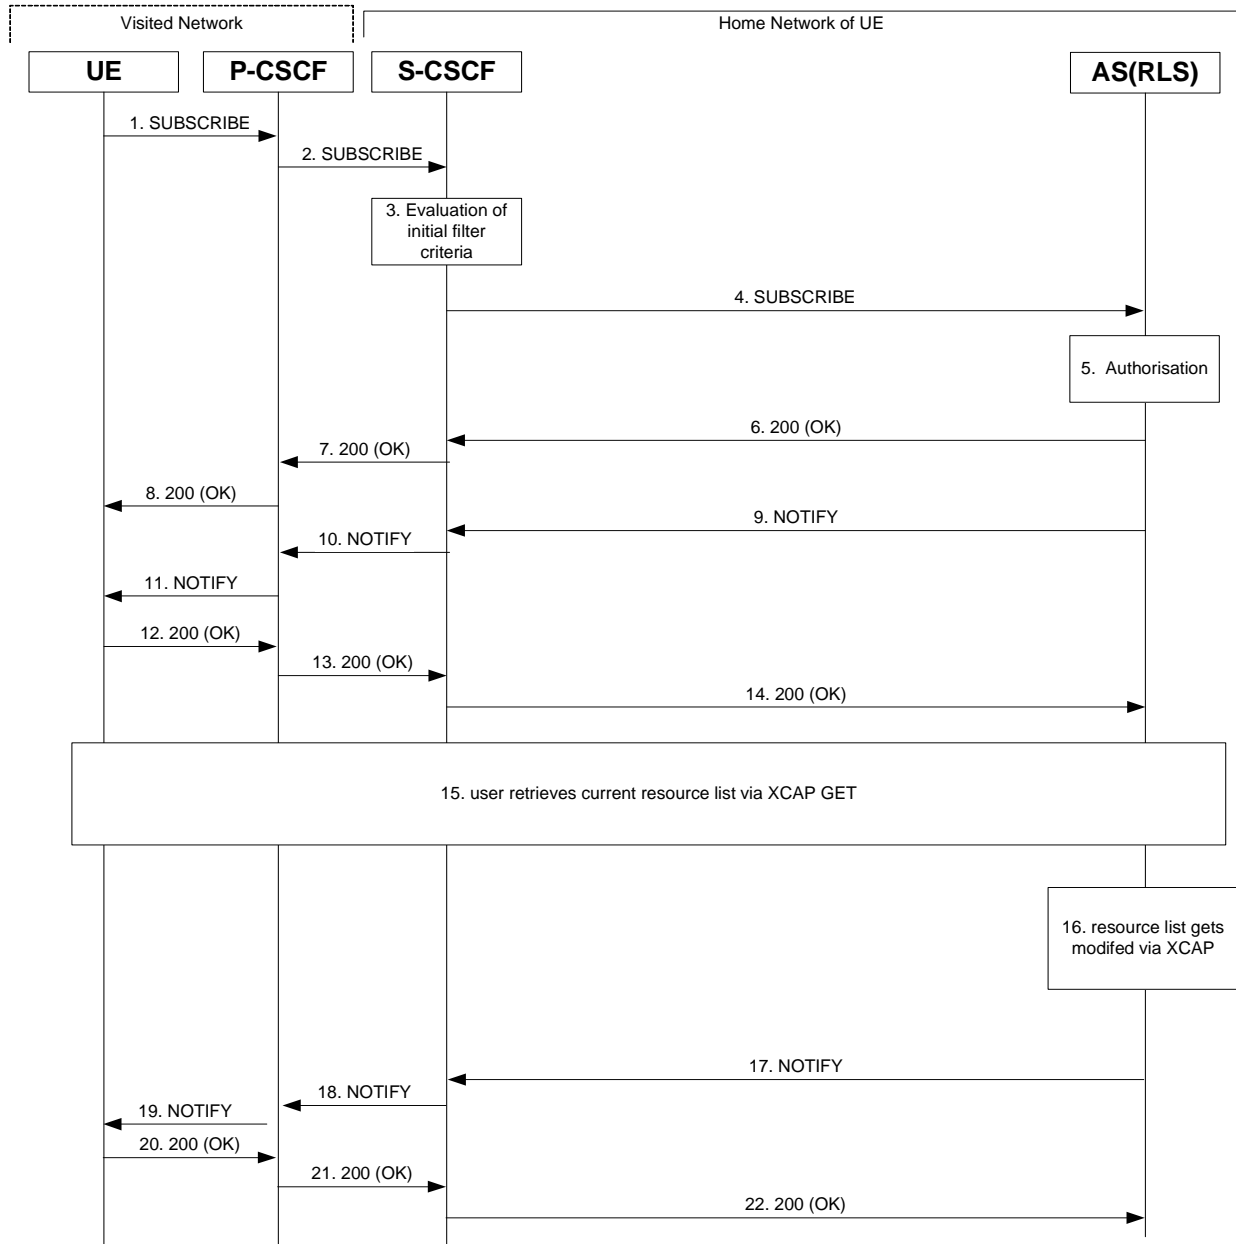 Visited Network
Home Network of UE
UE
P-CSCF
S-CSCF
AS(RLS)
1. SUBSCRIBE
2. SUBSCRIBE
3. Evaluation of
initial filter
criteria
4. SUBSCRIBE
5. Authorisation
6. 200 (OK)
7. 200 (OK)
8. 200 (OK)
9. NOTIFY
10. NOTIFY
11. NOTIFY
12. 200 (OK)
13. 200 (OK)
14. 200 (OK)
15. user retrieves current resource list via XCAP GET
16. resource list gets
modifed via XCAP
17. NOTIFY
18. NOTIFY
19. NOTIFY
20. 200 (OK)
21. 200 (OK)
22. 200 (OK)